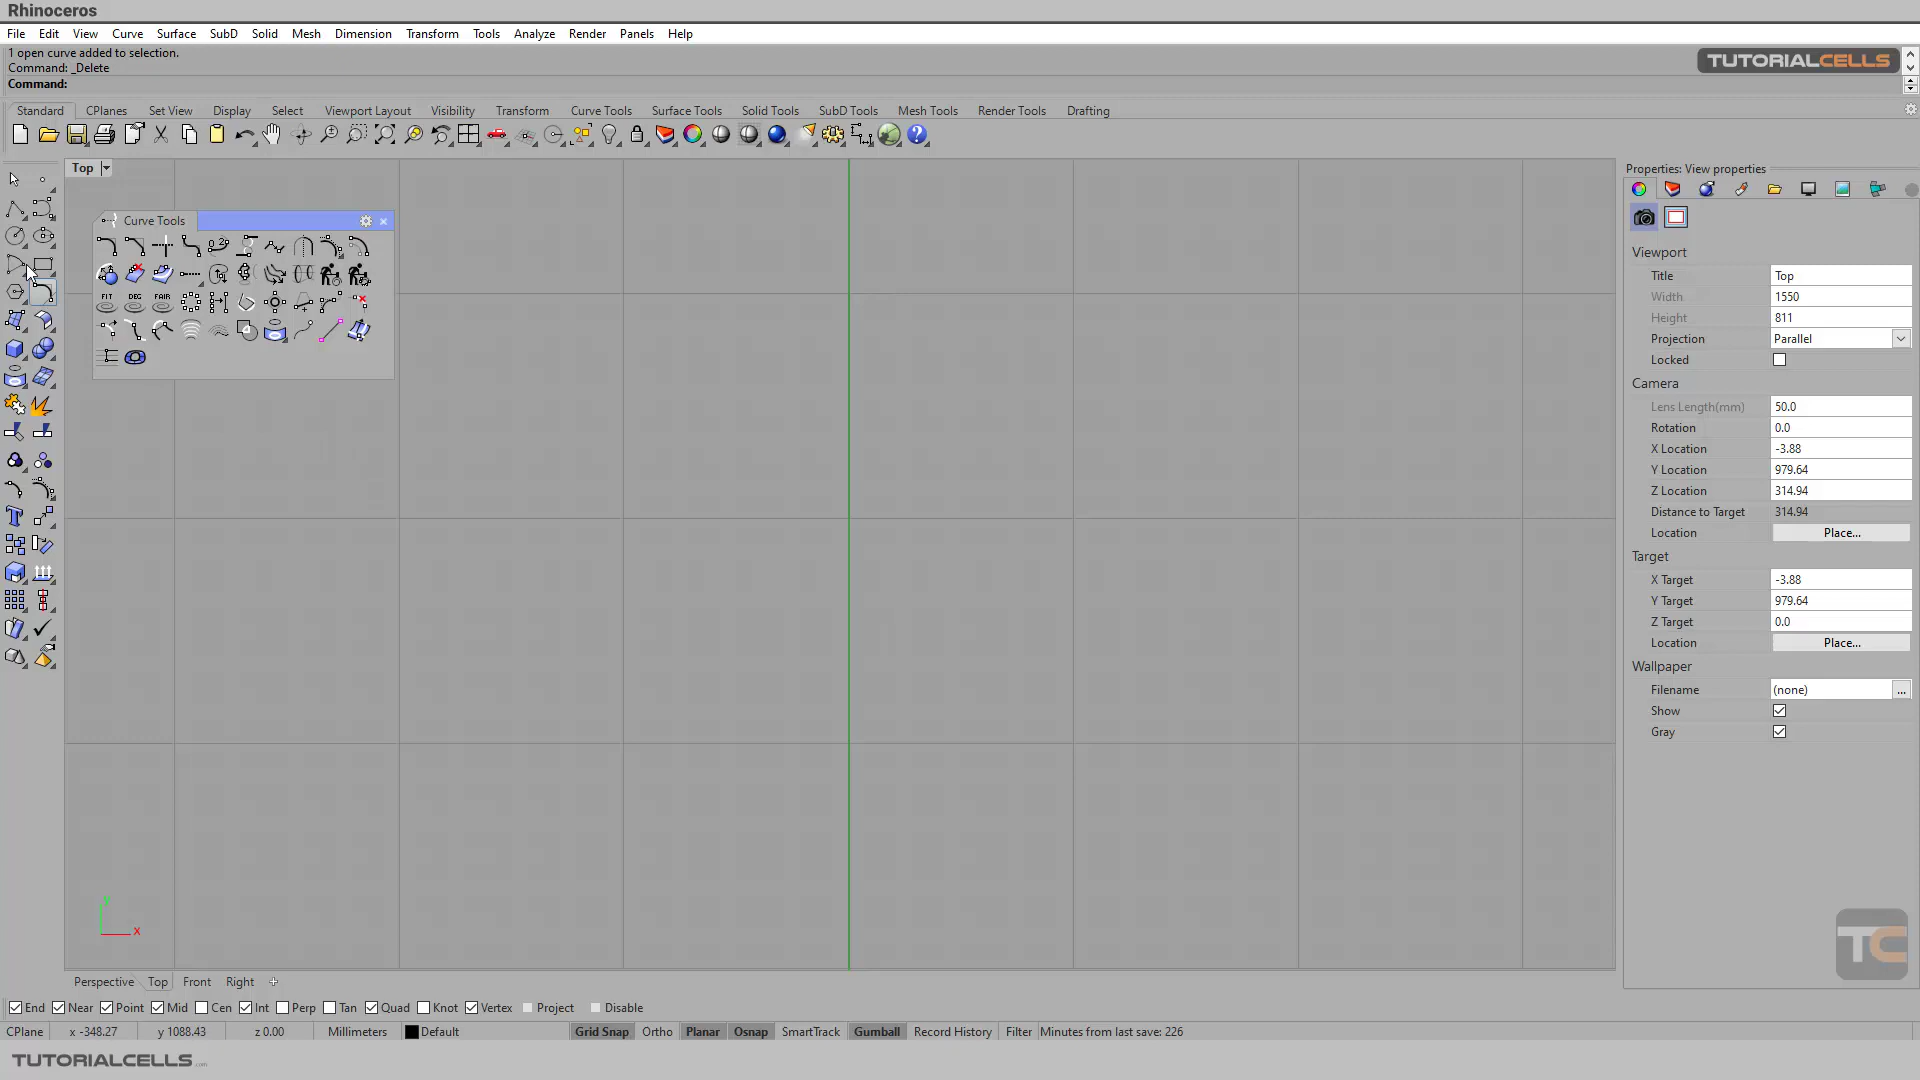 Rhinoceros
File Edit View Curve Surface SubD Solid Mesh Dimension Transform Tools Analyze Render Panels Help
1 open curve added to selection.
Command: _Delete
Command:
TUTORIALCELLS
Standard CPlanes Set View Display Select Viewport Layout Visibility Transform Curve Tools Surface Tools Solid Tools SubD Tools Mesh Tools Render Tools Drafting
Top
Curve Tools
FIT DEG FAIR
y
x
Properties: View properties
Viewport
Title Top
Width 1550
Height 811
Projection Parallel
Locked
Camera
Lens Length(mm) 50.0
Rotation 0.0
X Location -3.88
Y Location 979.64
Z Location 314.94
Distance to Target 314.94
Location Place...
Target
X Target -3.88
Y Target 979.64
Z Target 0.0
Location Place...
Wallpaper
Filename (none) ...
Show
Gray
TC
Perspective Top Front Right
End Near Point Mid Cen Int Perp Tan Quad Knot Vertex Project Disable
CPlane x -348.27 y 1088.43 z 0.00 Millimeters Default Grid Snap Ortho Planar Osnap SmartTrack Gumball Record History Filter Minutes from last save: 226
TUTORIALCELLS.com